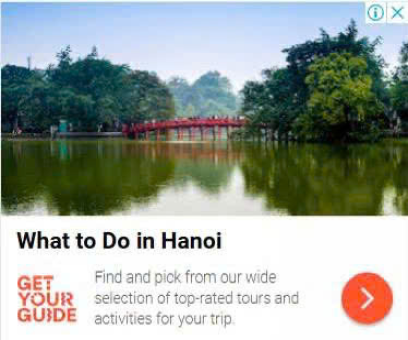 What to Do in Hanoi
GET
YOUR
GUIDE
Find and pick from our wide
selection of top-rated tours and
activities for your trip.